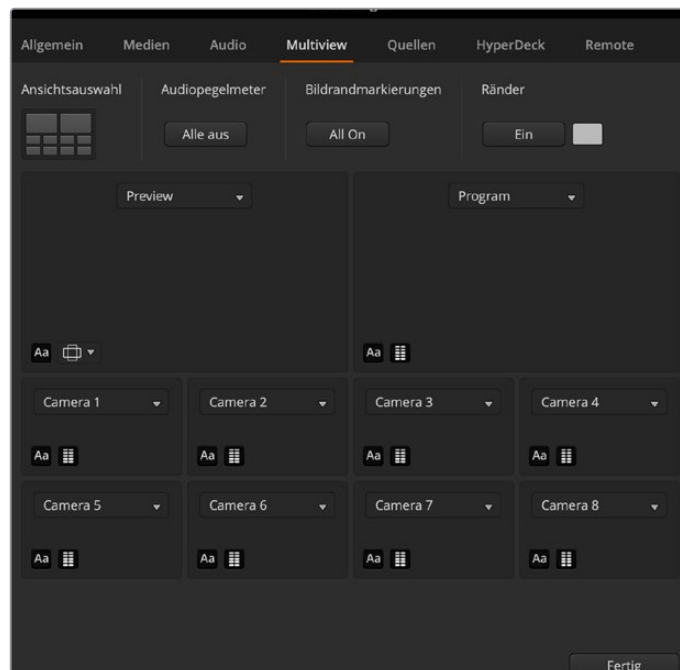 Allgemein Medien Audio Multiview Quellen HyperDeck Remote
Ansichtsauswahl Audiopegelmeter Bildrandmarkierungen Ränder
Alle aus All On Ein
Preview Program
Aa Aa
Camera 1 Camera 2 Camera 3 Camera 4
Aa Aa Aa Aa
Camera 5 Camera 6 Camera 7 Camera 8
Aa Aa Aa Aa
Fertig